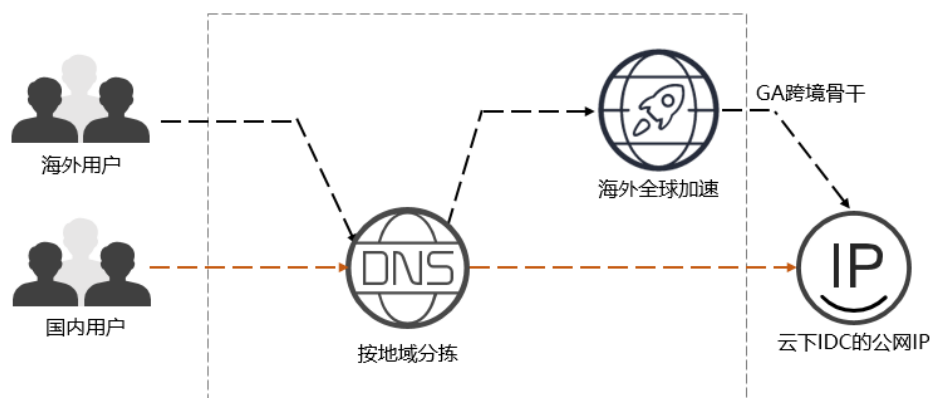 GA跨境骨干
海外用户
海外全球加速
DNS
IP
国内用户
按地域分拣
云下IDC的公网IP